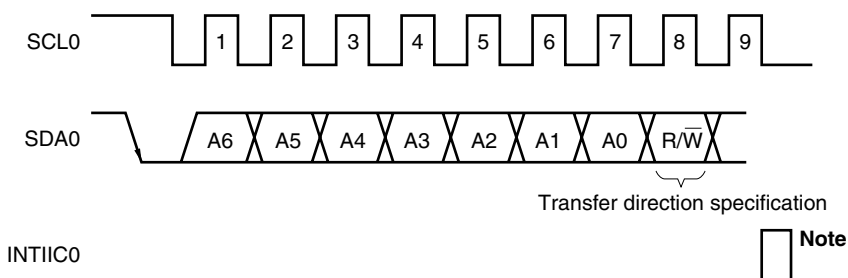 SCL0 1 2 3 4 5 6 7 8 9
SDA0 A6 A5 A4 A3 A2 A1 A0 R/W̅
Transfer direction specification
Note
INTIIC0